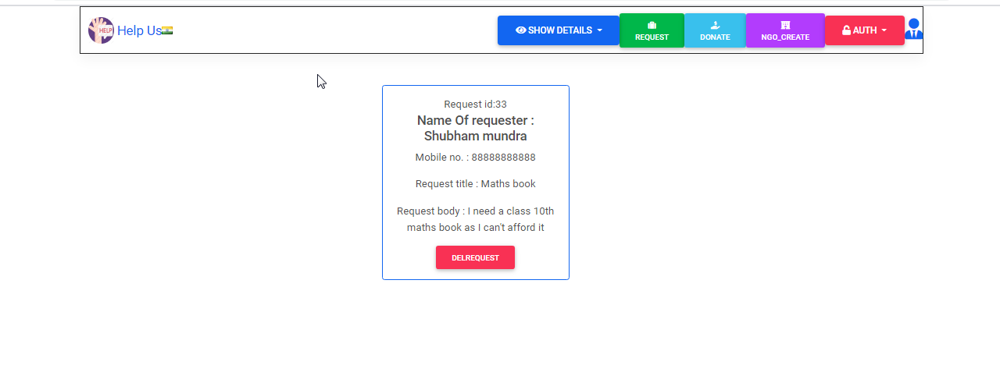 HELP
Help Us
SHOW DETAILS
REQUEST
DONATE
NGO_CREATE
AUTH
Request id:33
Name Of requester :
Shubham mundra
Mobile no. : 88888888888
Request title : Maths book
Request body : I need a class 10th
maths book as I can't afford it
DELREQUEST